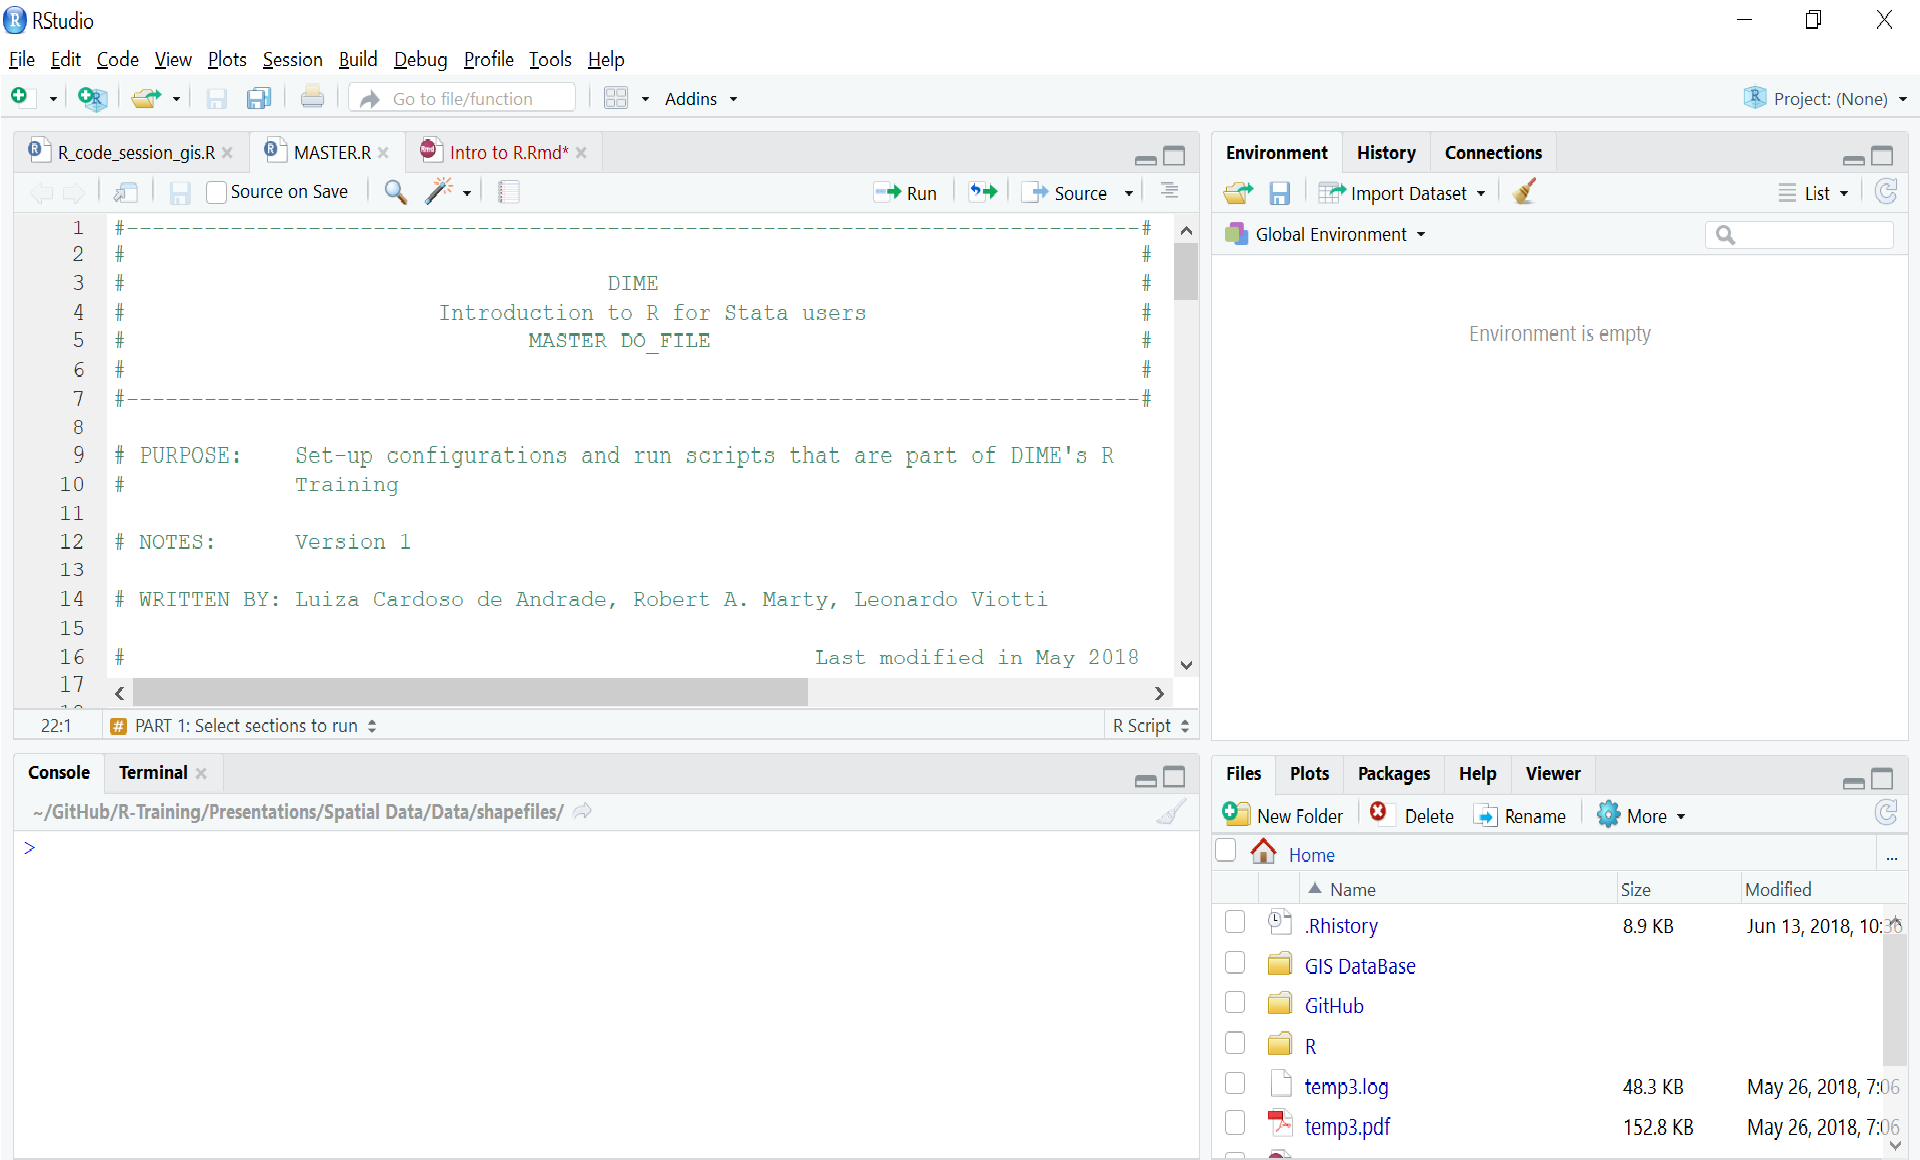 RStudio
File Edit Code View Plots Session Build Debug Profile Tools Help
Go to file/function Addins Project: (None)
R_code_session_gis.R MASTER.R Intro to R.Rmd*
Source on Save Run Source
1 #------------------------------------------------------------------------------#
2 # #
3 # DIME #
4 # Introduction to R for Stata users #
5 # MASTER DO_FILE #
6 # #
7 #------------------------------------------------------------------------------#
8
9 # PURPOSE: Set-up configurations and run scripts that are part of DIME's R
10 # Training
11
12 # NOTES: Version 1
13
14 # WRITTEN BY: Luiza Cardoso de Andrade, Robert A. Marty, Leonardo Viotti
15
16 # Last modified in May 2018
17
22:1 # PART 1: Select sections to run R Script
Console Terminal
~/GitHub/R-Training/Presentations/Spatial Data/Data/shapefiles/
>
Environment History Connections
Import Dataset List
Global Environment
Environment is empty
Files Plots Packages Help Viewer
New Folder Delete Rename More
Home ...
Name Size Modified
.Rhistory 8.9 KB Jun 13, 2018, 10:36
GIS DataBase
GitHub
R
temp3.log 48.3 KB May 26, 2018, 7:06
temp3.pdf 152.8 KB May 26, 2018, 7:06